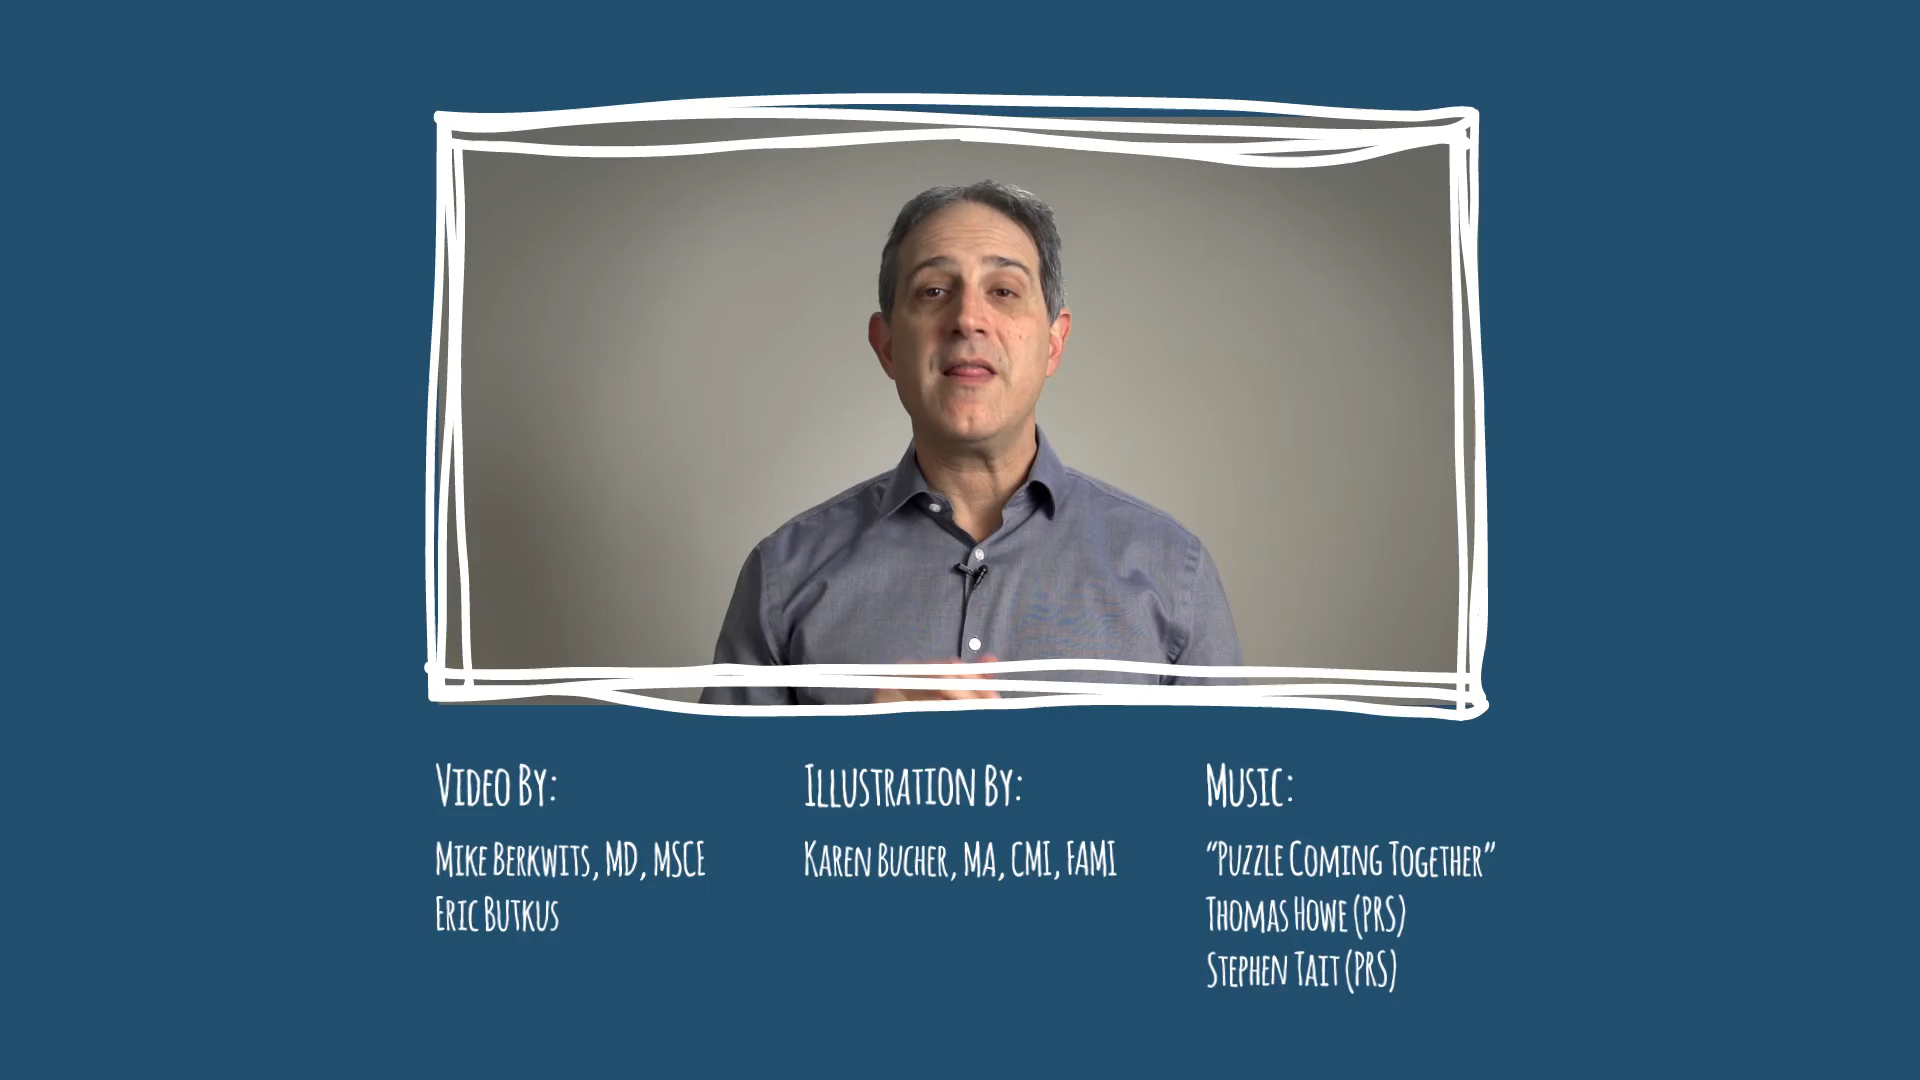 VIDEO BY:
MIKE BERKWITS, MD, MSCE
ERIC BUTKUS
ILLUSTRATION BY:
KAREN BUCHER, MA, CMI, FAMI
MUSIC:
“PUZZLE COMING TOGETHER”
THOMAS HOWE (PRS)
STEPHEN TAIT (PRS)